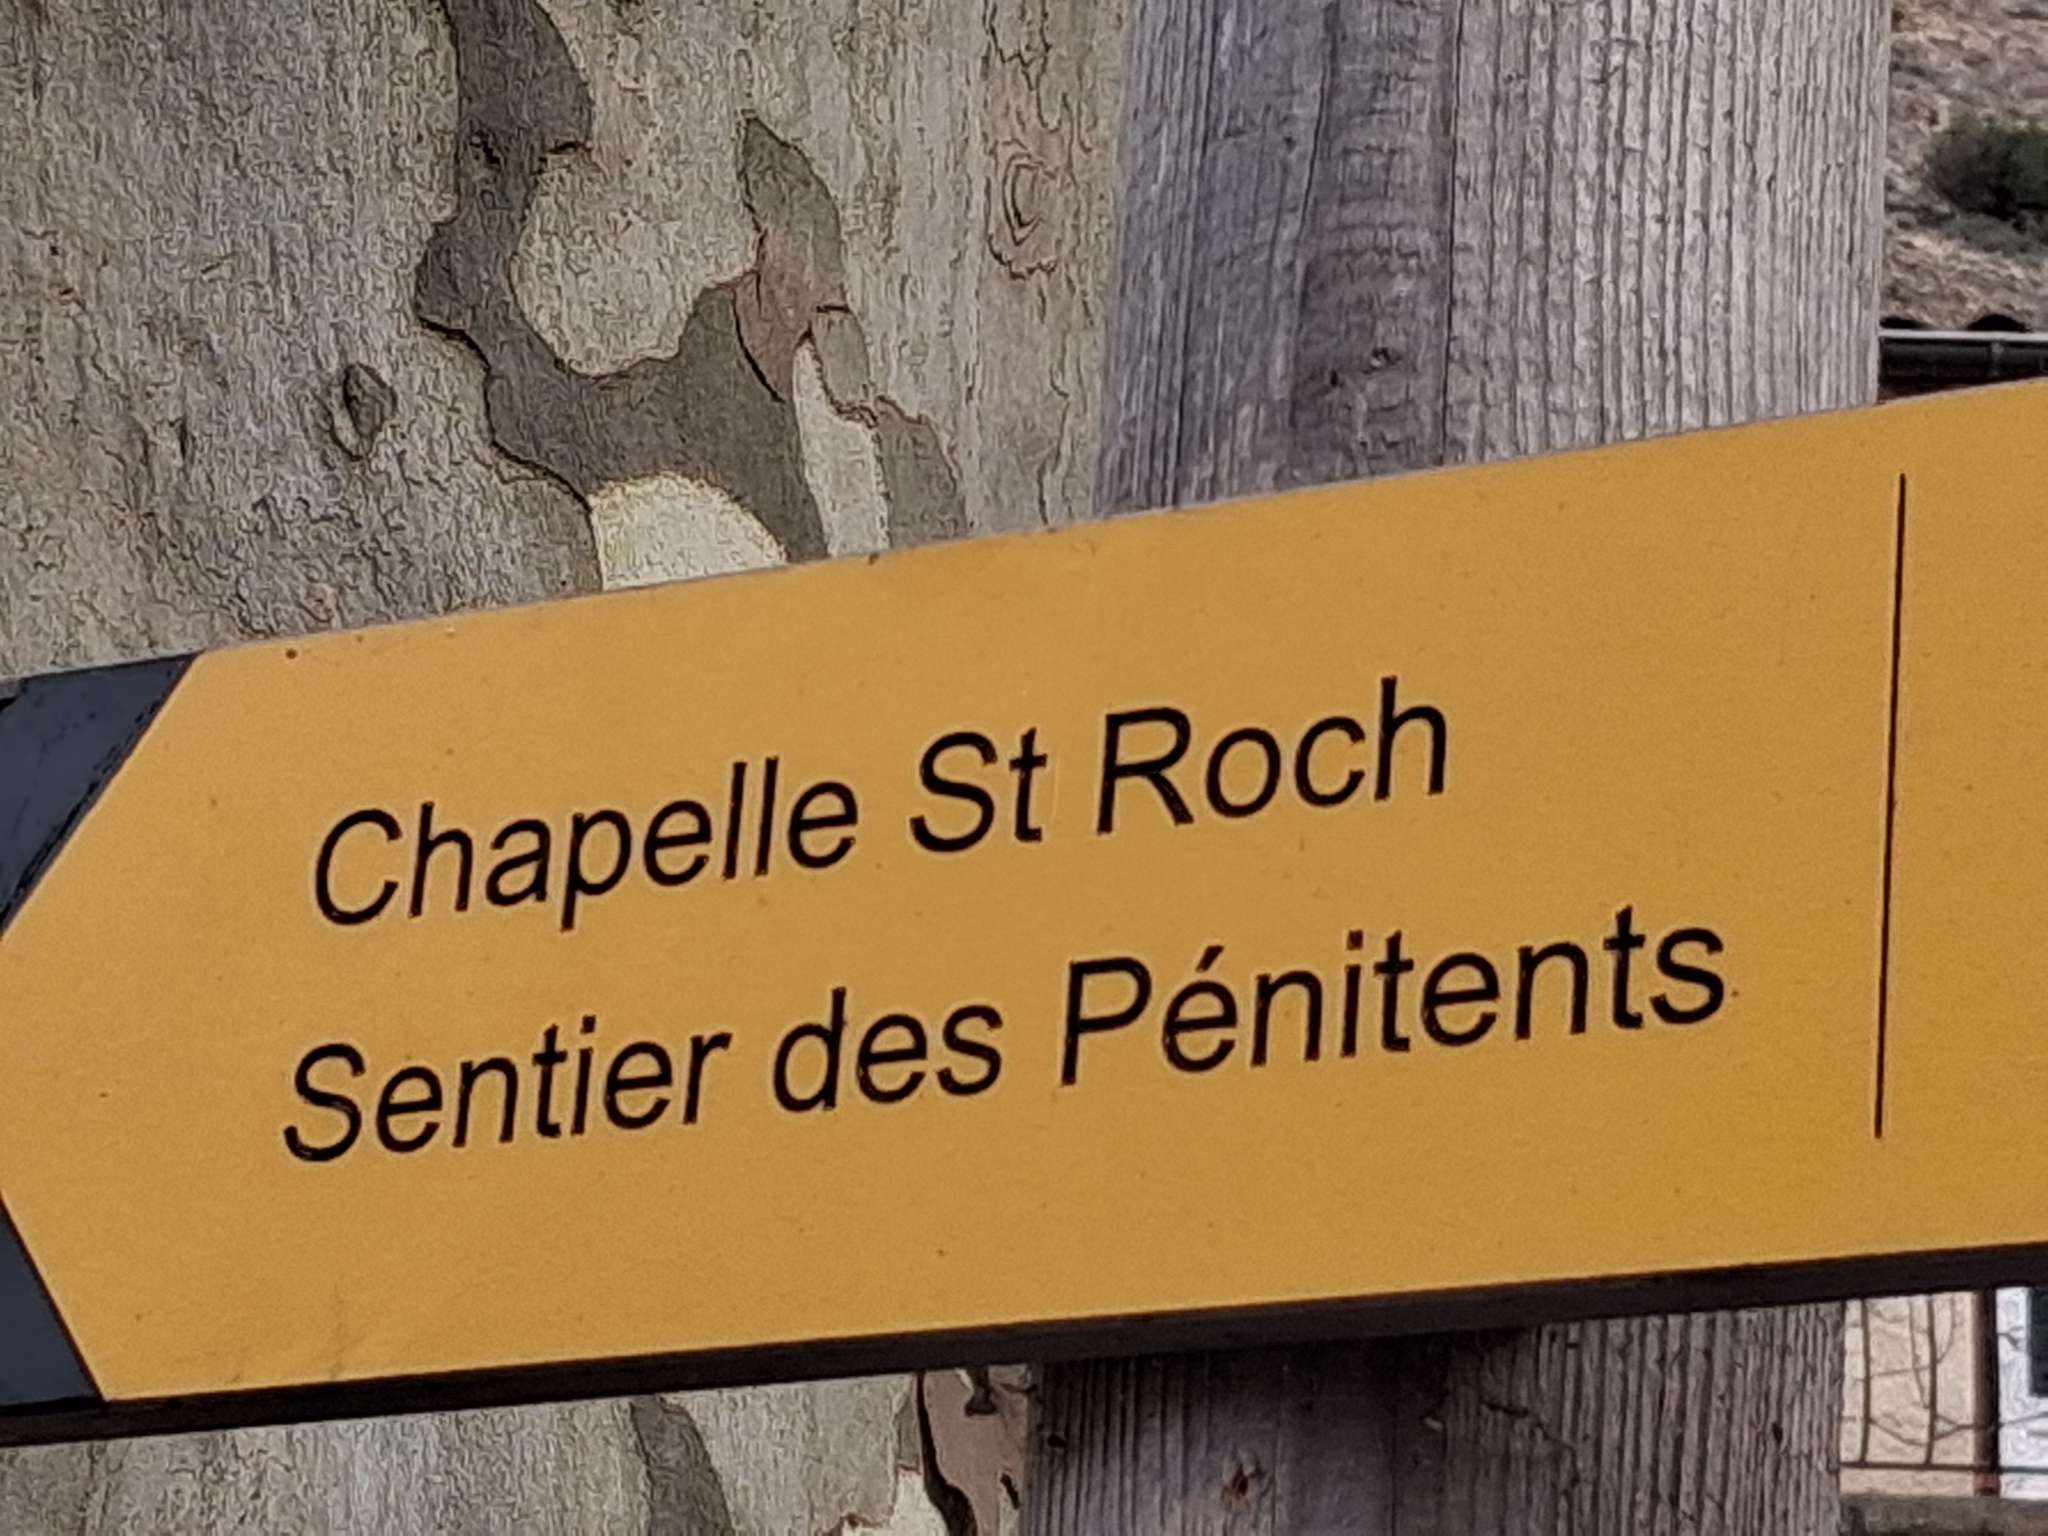 Chapelle St Roch
Sentier des Pénitents